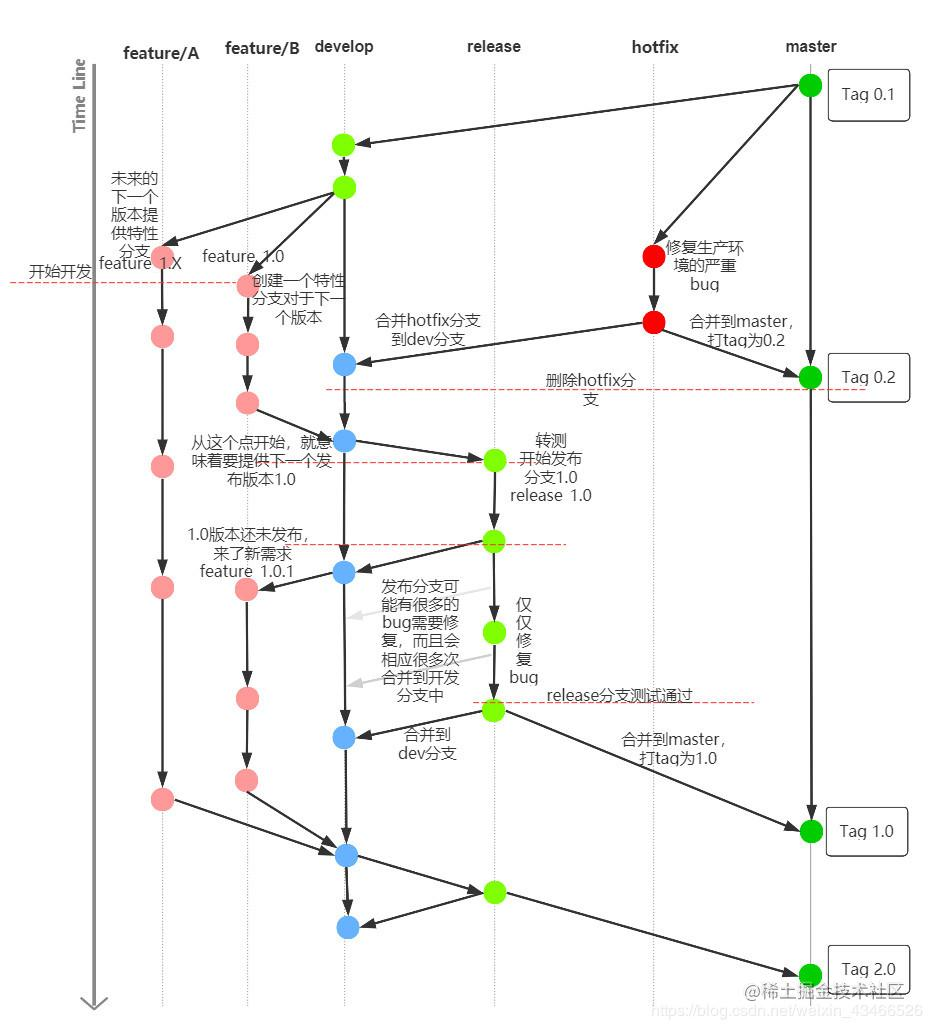 feature/A
feature/B
develop
release
hotfix
master
Time Line
Tag 0.1
未来的
下一个
版本提
供特性
分支
feature 1.X
feature 1.0
开始开发
创建一个特性
分支对于下一
个版本
修复生产环
境的严重
bug
合并hotfix分支
到dev分支
合并到master，
打tag为0.2
Tag 0.2
删除hotfix分
支
从这个点开始，就意
味着要提供下一个发
布版本1.0
转测
开始发布
分支1.0
release 1.0
1.0版本还未发布，
来了新需求
feature 1.0.1
发布分支可
能有很多的
bug需要修
复，而且会
相应很多次
合并到开发
分支中
仅
仅
修
复
bug
release分支测试通过
合并到
dev分支
合并到master，
打tag为1.0
Tag 1.0
Tag 2.0
@稀土掘金技术社区
https://blog.csdn.net/weixin_43466526